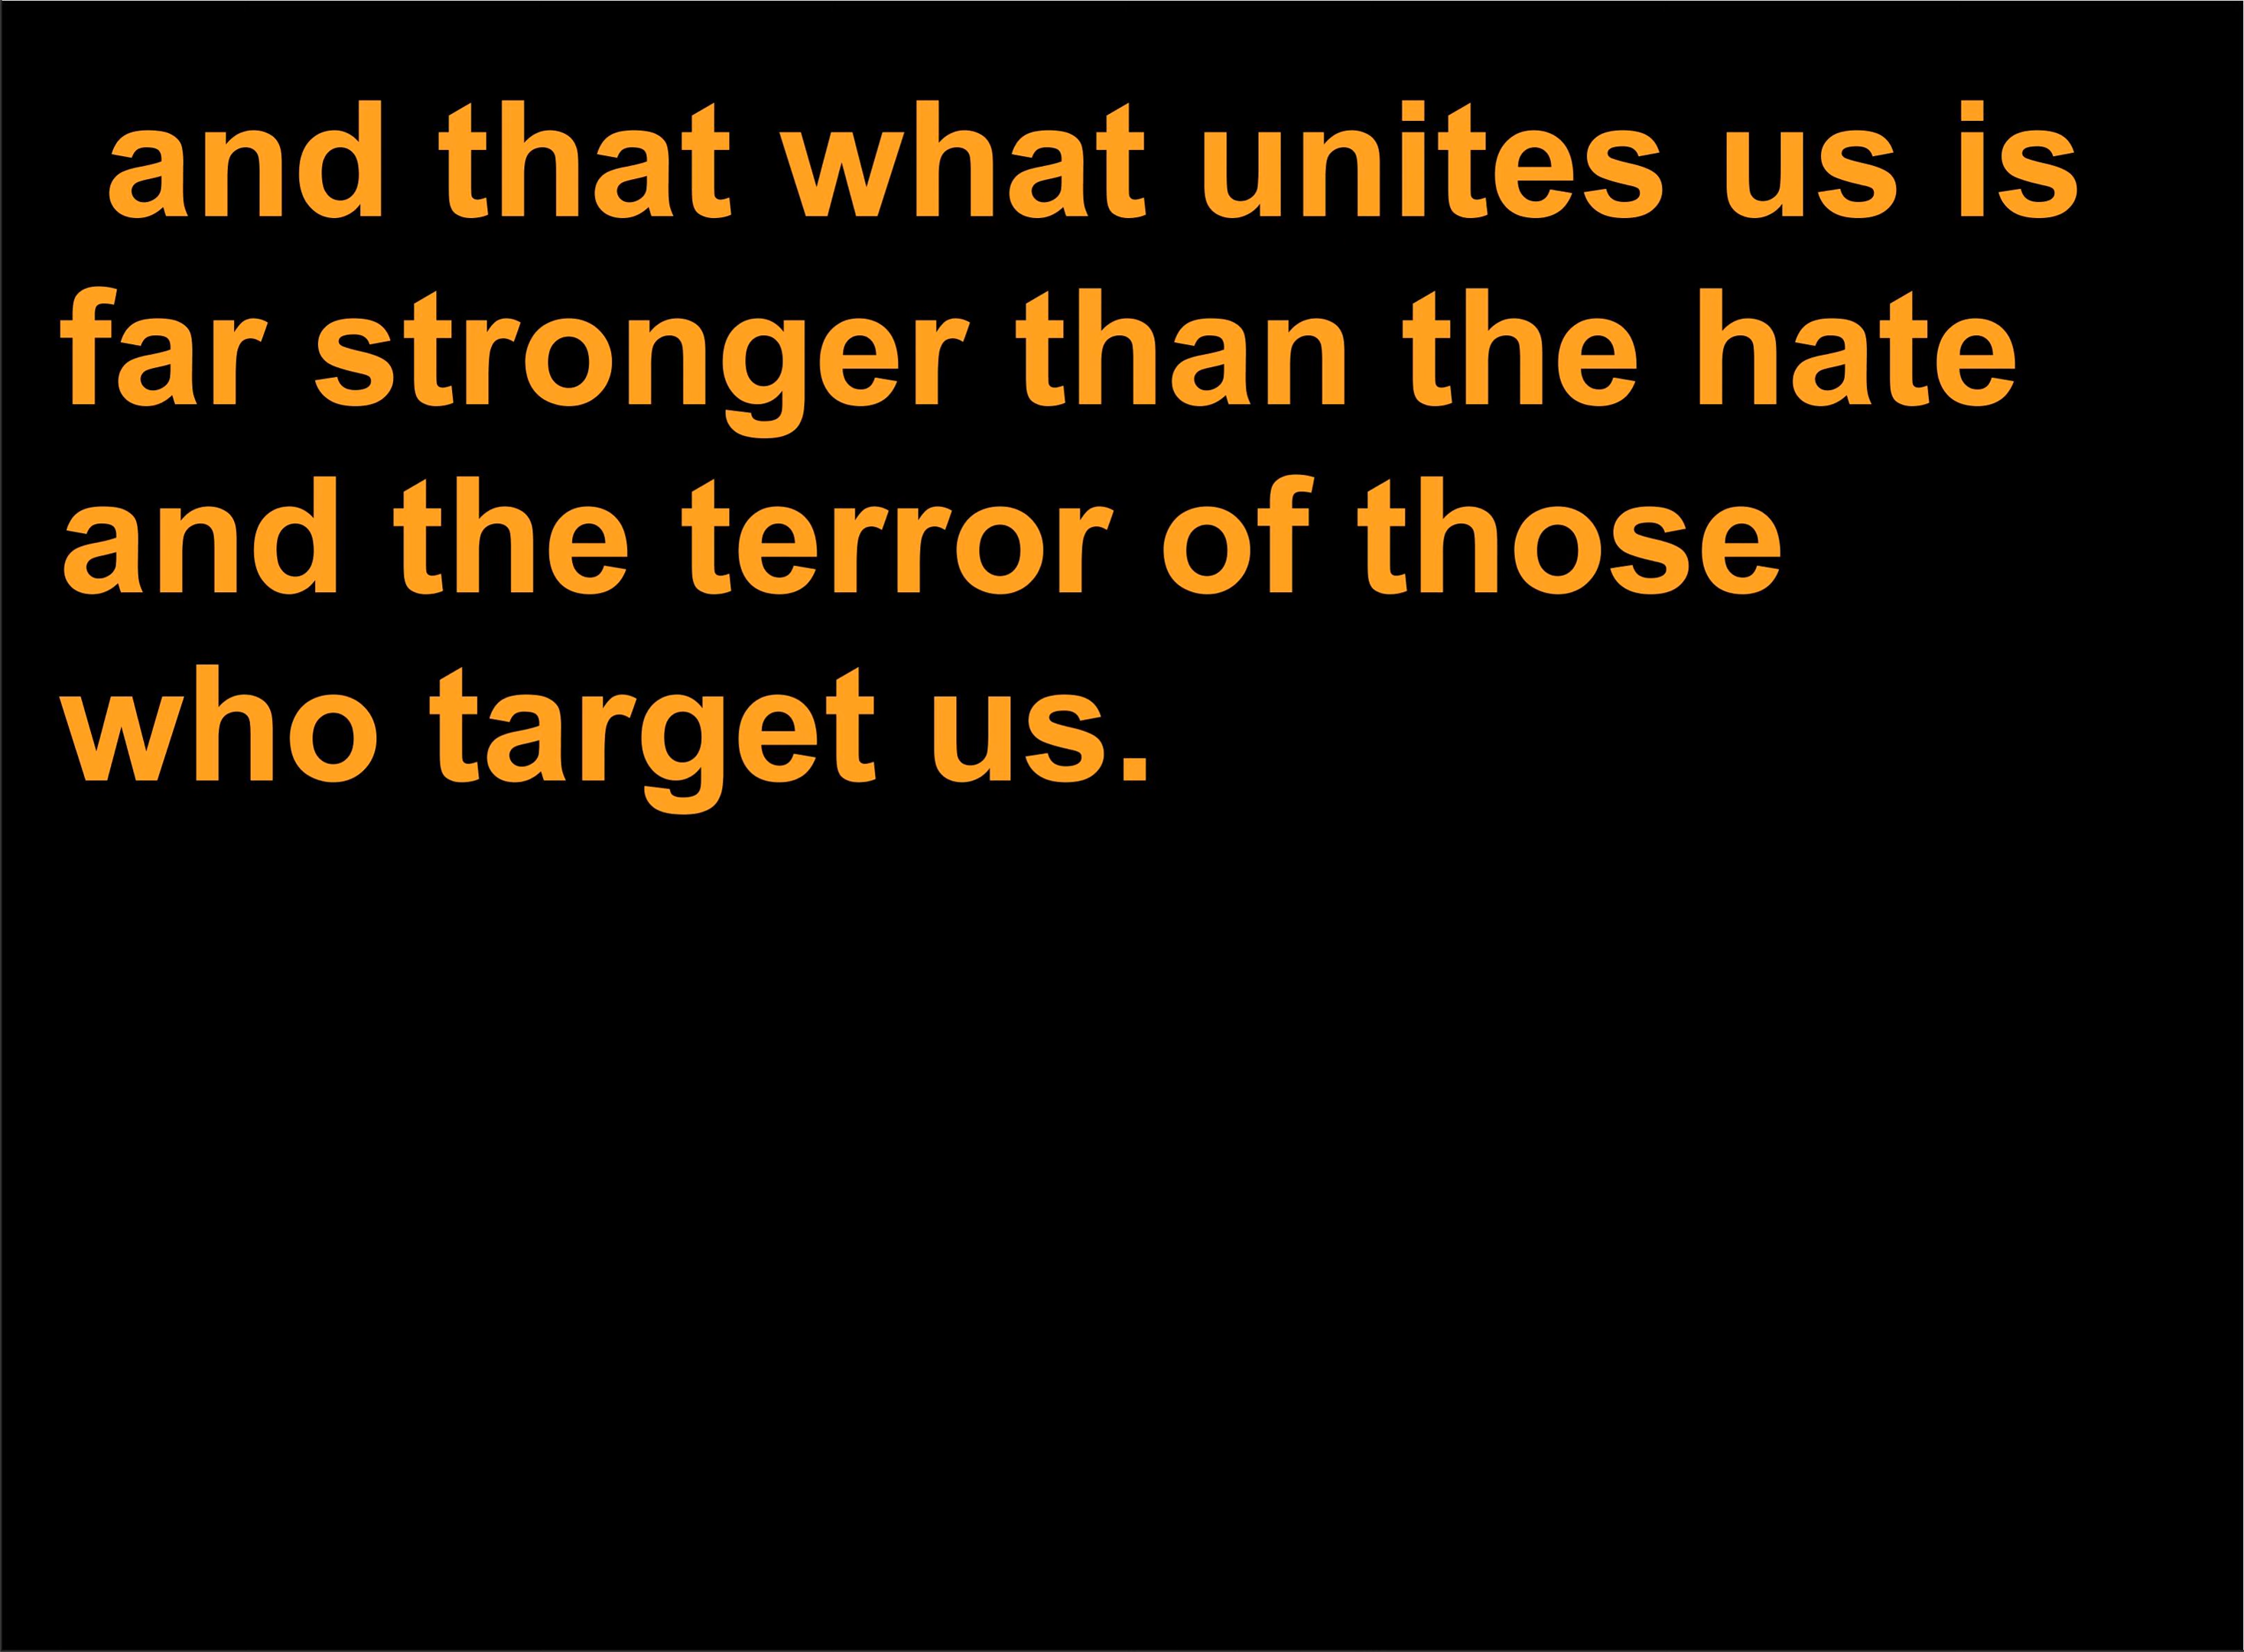 and that what unites us is
far stronger than the hate
and the terror of those
who target us.